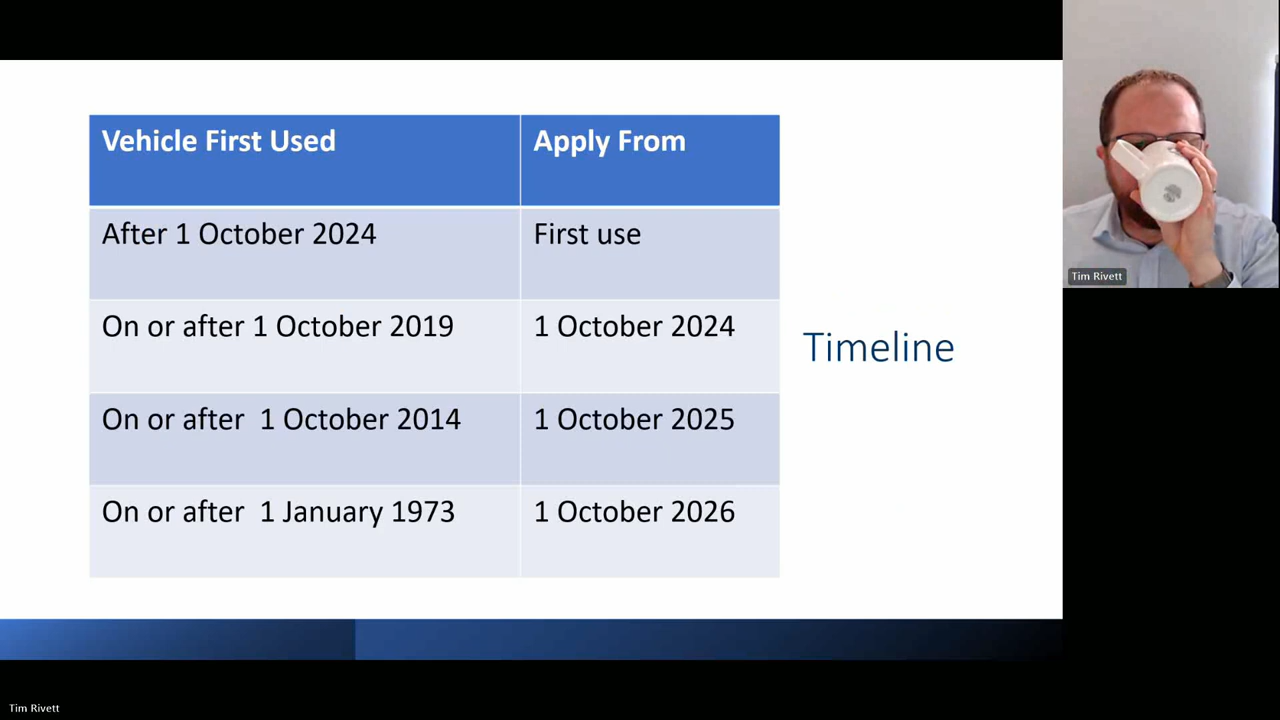 Vehicle First Used
Apply From
After 1 October 2024
First use
On or after 1 October 2019
1 October 2024
On or after  1 October 2014
1 October 2025
On or after  1 January 1973
1 October 2026
Timeline
Tim Rivett
Tim Rivett